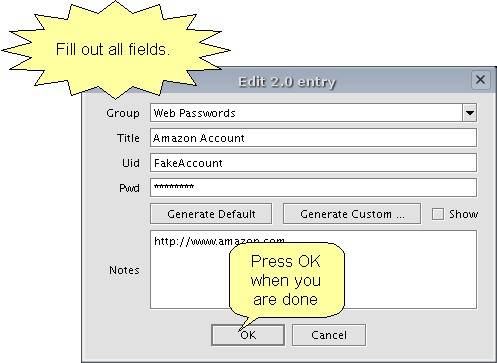 Fill out all fields.
Edit 2.0 entry
Group Web Passwords
Title Amazon Account
Uid FakeAccount
Pwd ********
Generate Default Generate Custom ... Show
Notes http://www.amazon.com
Press OK
when you
are done
OK Cancel